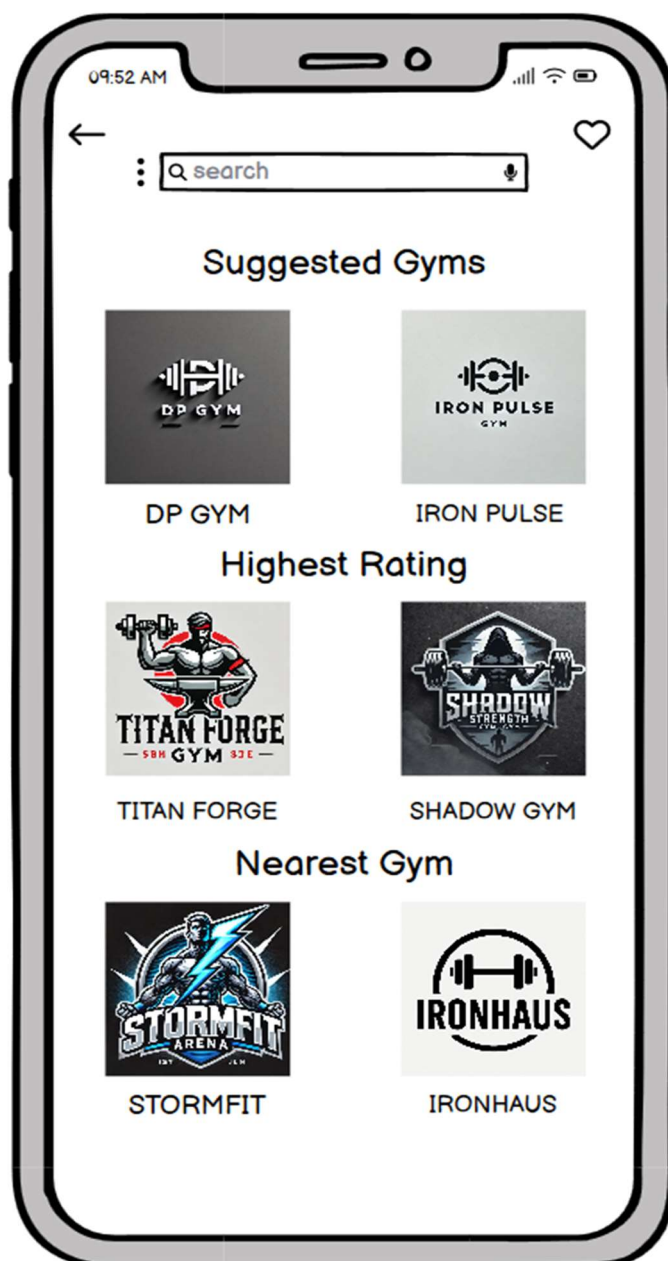 09:52 AM
search
Suggested Gyms
DP GYM
IRON PULSE
GYM
DP GYM
IRON PULSE
Highest Rating
TITAN FORGE
GYM
SHADOW
STRENGTH
TITAN FORGE
SHADOW GYM
Nearest Gym
STORMFIT
ARENA
IRONHAUS
STORMFIT
IRONHAUS